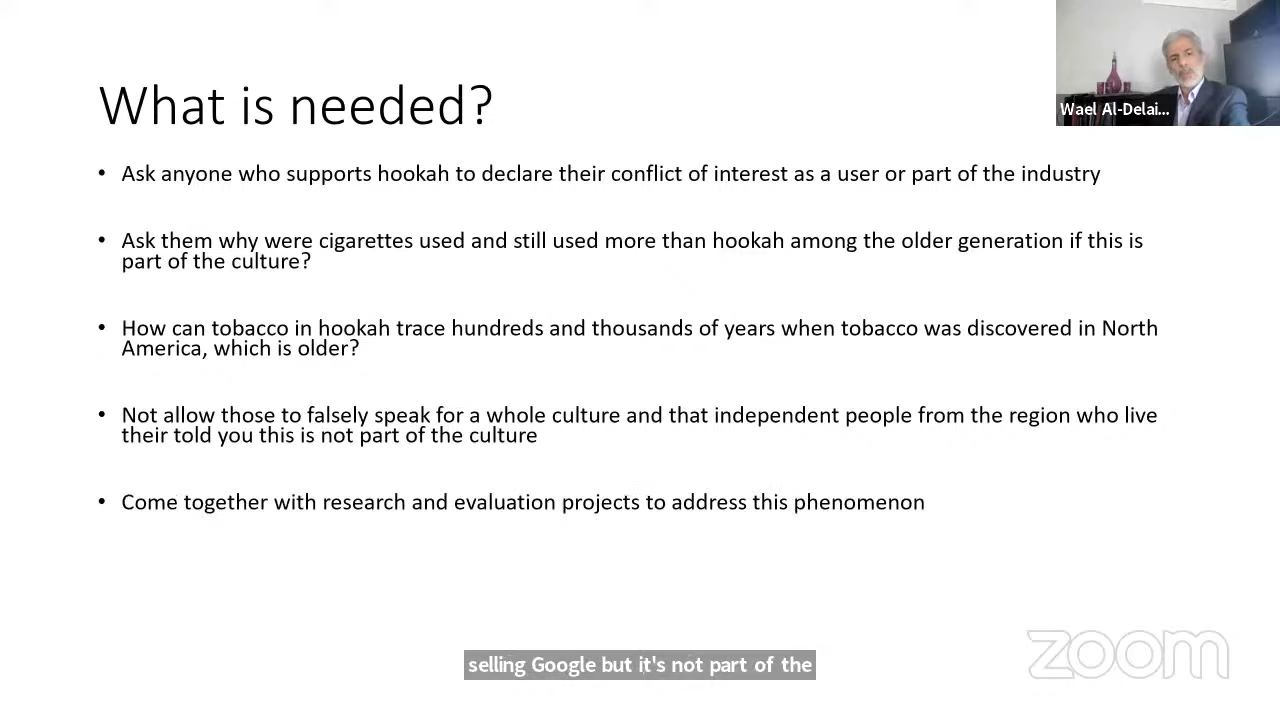 What is needed?
Wael Al-Delai...
• Ask anyone who supports hookah to declare their conflict of interest as a user or part of the industry
• Ask them why were cigarettes used and still used more than hookah among the older generation if this is
part of the culture?
• How can tobacco in hookah trace hundreds and thousands of years when tobacco was discovered in North
America, which is older?
• Not allow those to falsely speak for a whole culture and that independent people from the region who live
their told you this is not part of the culture
• Come together with research and evaluation projects to address this phenomenon
selling Google but it's not part of the
zoom